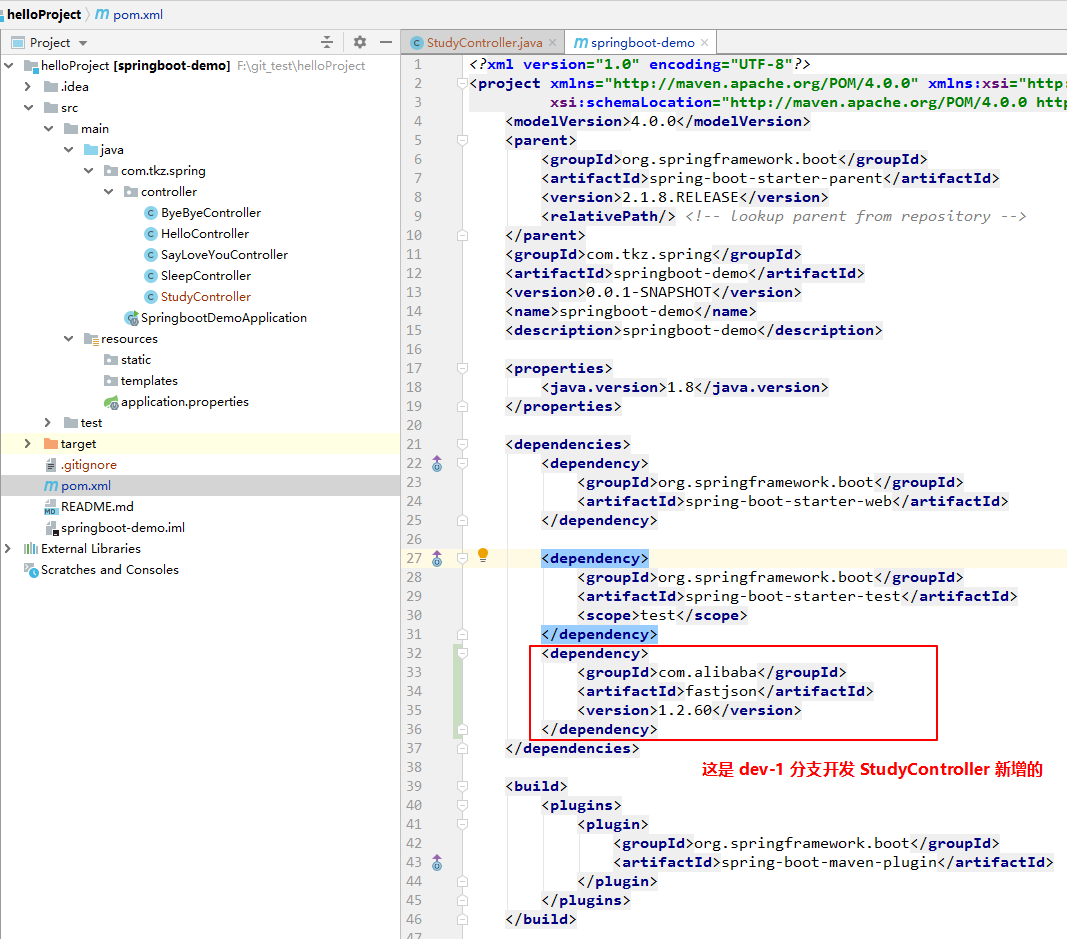 helloProject pom.xml
Project
helloProject [springboot-demo] F:\git_test\helloProject
.idea
src
main
java
com.tkz.spring
controller
ByeByeController
HelloController
SayLoveYouController
SleepController
StudyController
SpringbootDemoApplication
resources
static
templates
application.properties
test
target
.gitignore
pom.xml
README.md
springboot-demo.iml
External Libraries
Scratches and Consoles
StudyController.java springboot-demo
1 <?xml version="1.0" encoding="UTF-8"?>
2 <project xmlns="http://maven.apache.org/POM/4.0.0" xmlns:xsi="http:
3 xsi:schemaLocation="http://maven.apache.org/POM/4.0.0 http
4 <modelVersion>4.0.0</modelVersion>
5 <parent>
6 <groupId>org.springframework.boot</groupId>
7 <artifactId>spring-boot-starter-parent</artifactId>
8 <version>2.1.8.RELEASE</version>
9 <relativePath/> <!-- lookup parent from repository -->
10 </parent>
11 <groupId>com.tkz.spring</groupId>
12 <artifactId>springboot-demo</artifactId>
13 <version>0.0.1-SNAPSHOT</version>
14 <name>springboot-demo</name>
15 <description>springboot-demo</description>
16
17 <properties>
18 <java.version>1.8</java.version>
19 </properties>
20
21 <dependencies>
22 <dependency>
23 <groupId>org.springframework.boot</groupId>
24 <artifactId>spring-boot-starter-web</artifactId>
25 </dependency>
26
27 <dependency>
28 <groupId>org.springframework.boot</groupId>
29 <artifactId>spring-boot-starter-test</artifactId>
30 <scope>test</scope>
31 </dependency>
32 <dependency>
33 <groupId>com.alibaba</groupId>
34 <artifactId>fastjson</artifactId>
35 <version>1.2.60</version>
36 </dependency>
37 </dependencies>
38
这是 dev-1 分支开发 StudyController 新增的
39 <build>
40 <plugins>
41 <plugin>
42 <groupId>org.springframework.boot</groupId>
43 <artifactId>spring-boot-maven-plugin</artifactId>
44 </plugin>
45 </plugins>
46 </build>
47